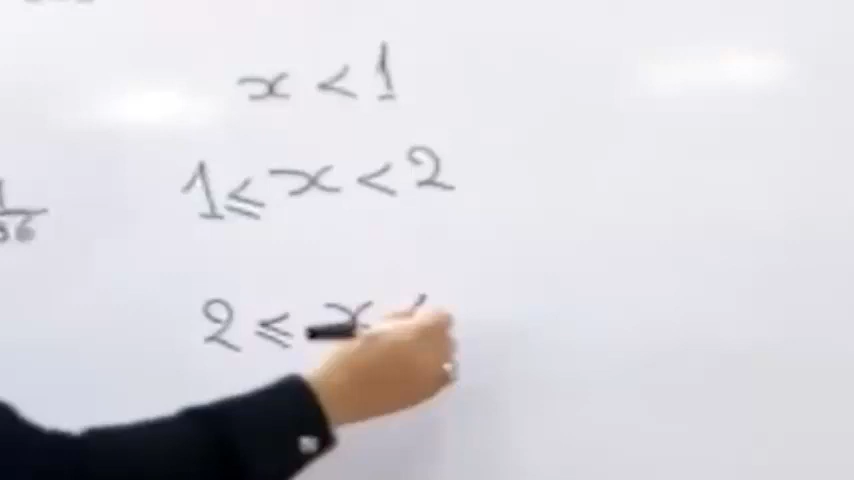 x < 1
1 ≤ x < 2
2 ≤ x <